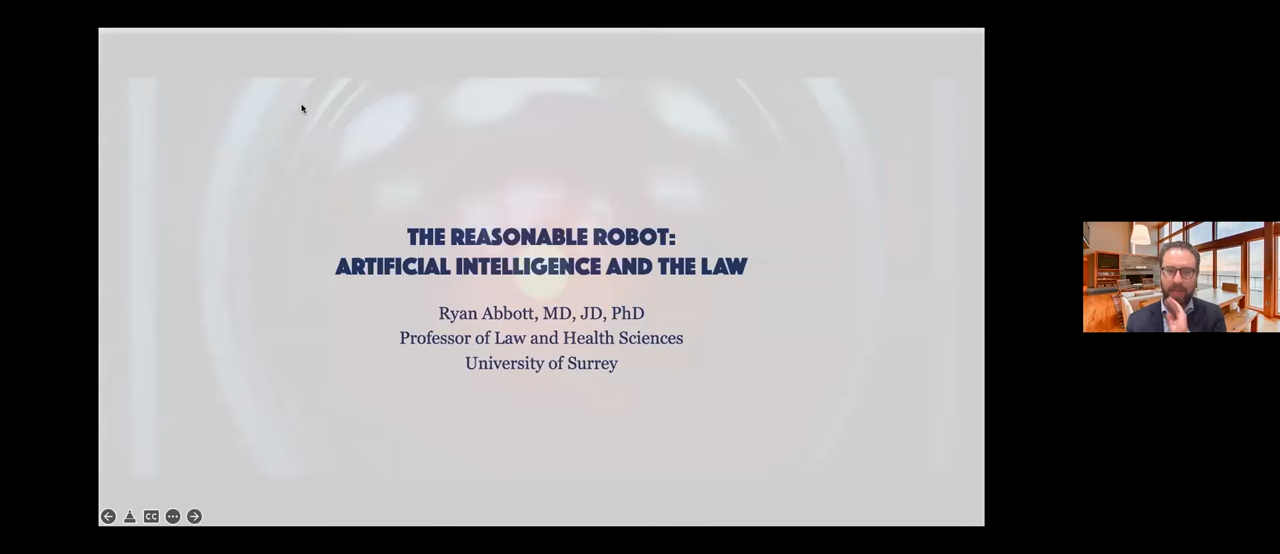 THE REASONABLE ROBOT:
ARTIFICIAL INTELLIGENCE AND THE LAW
Ryan Abbott, MD, JD, PhD
Professor of Law and Health Sciences
University of Surrey
CC